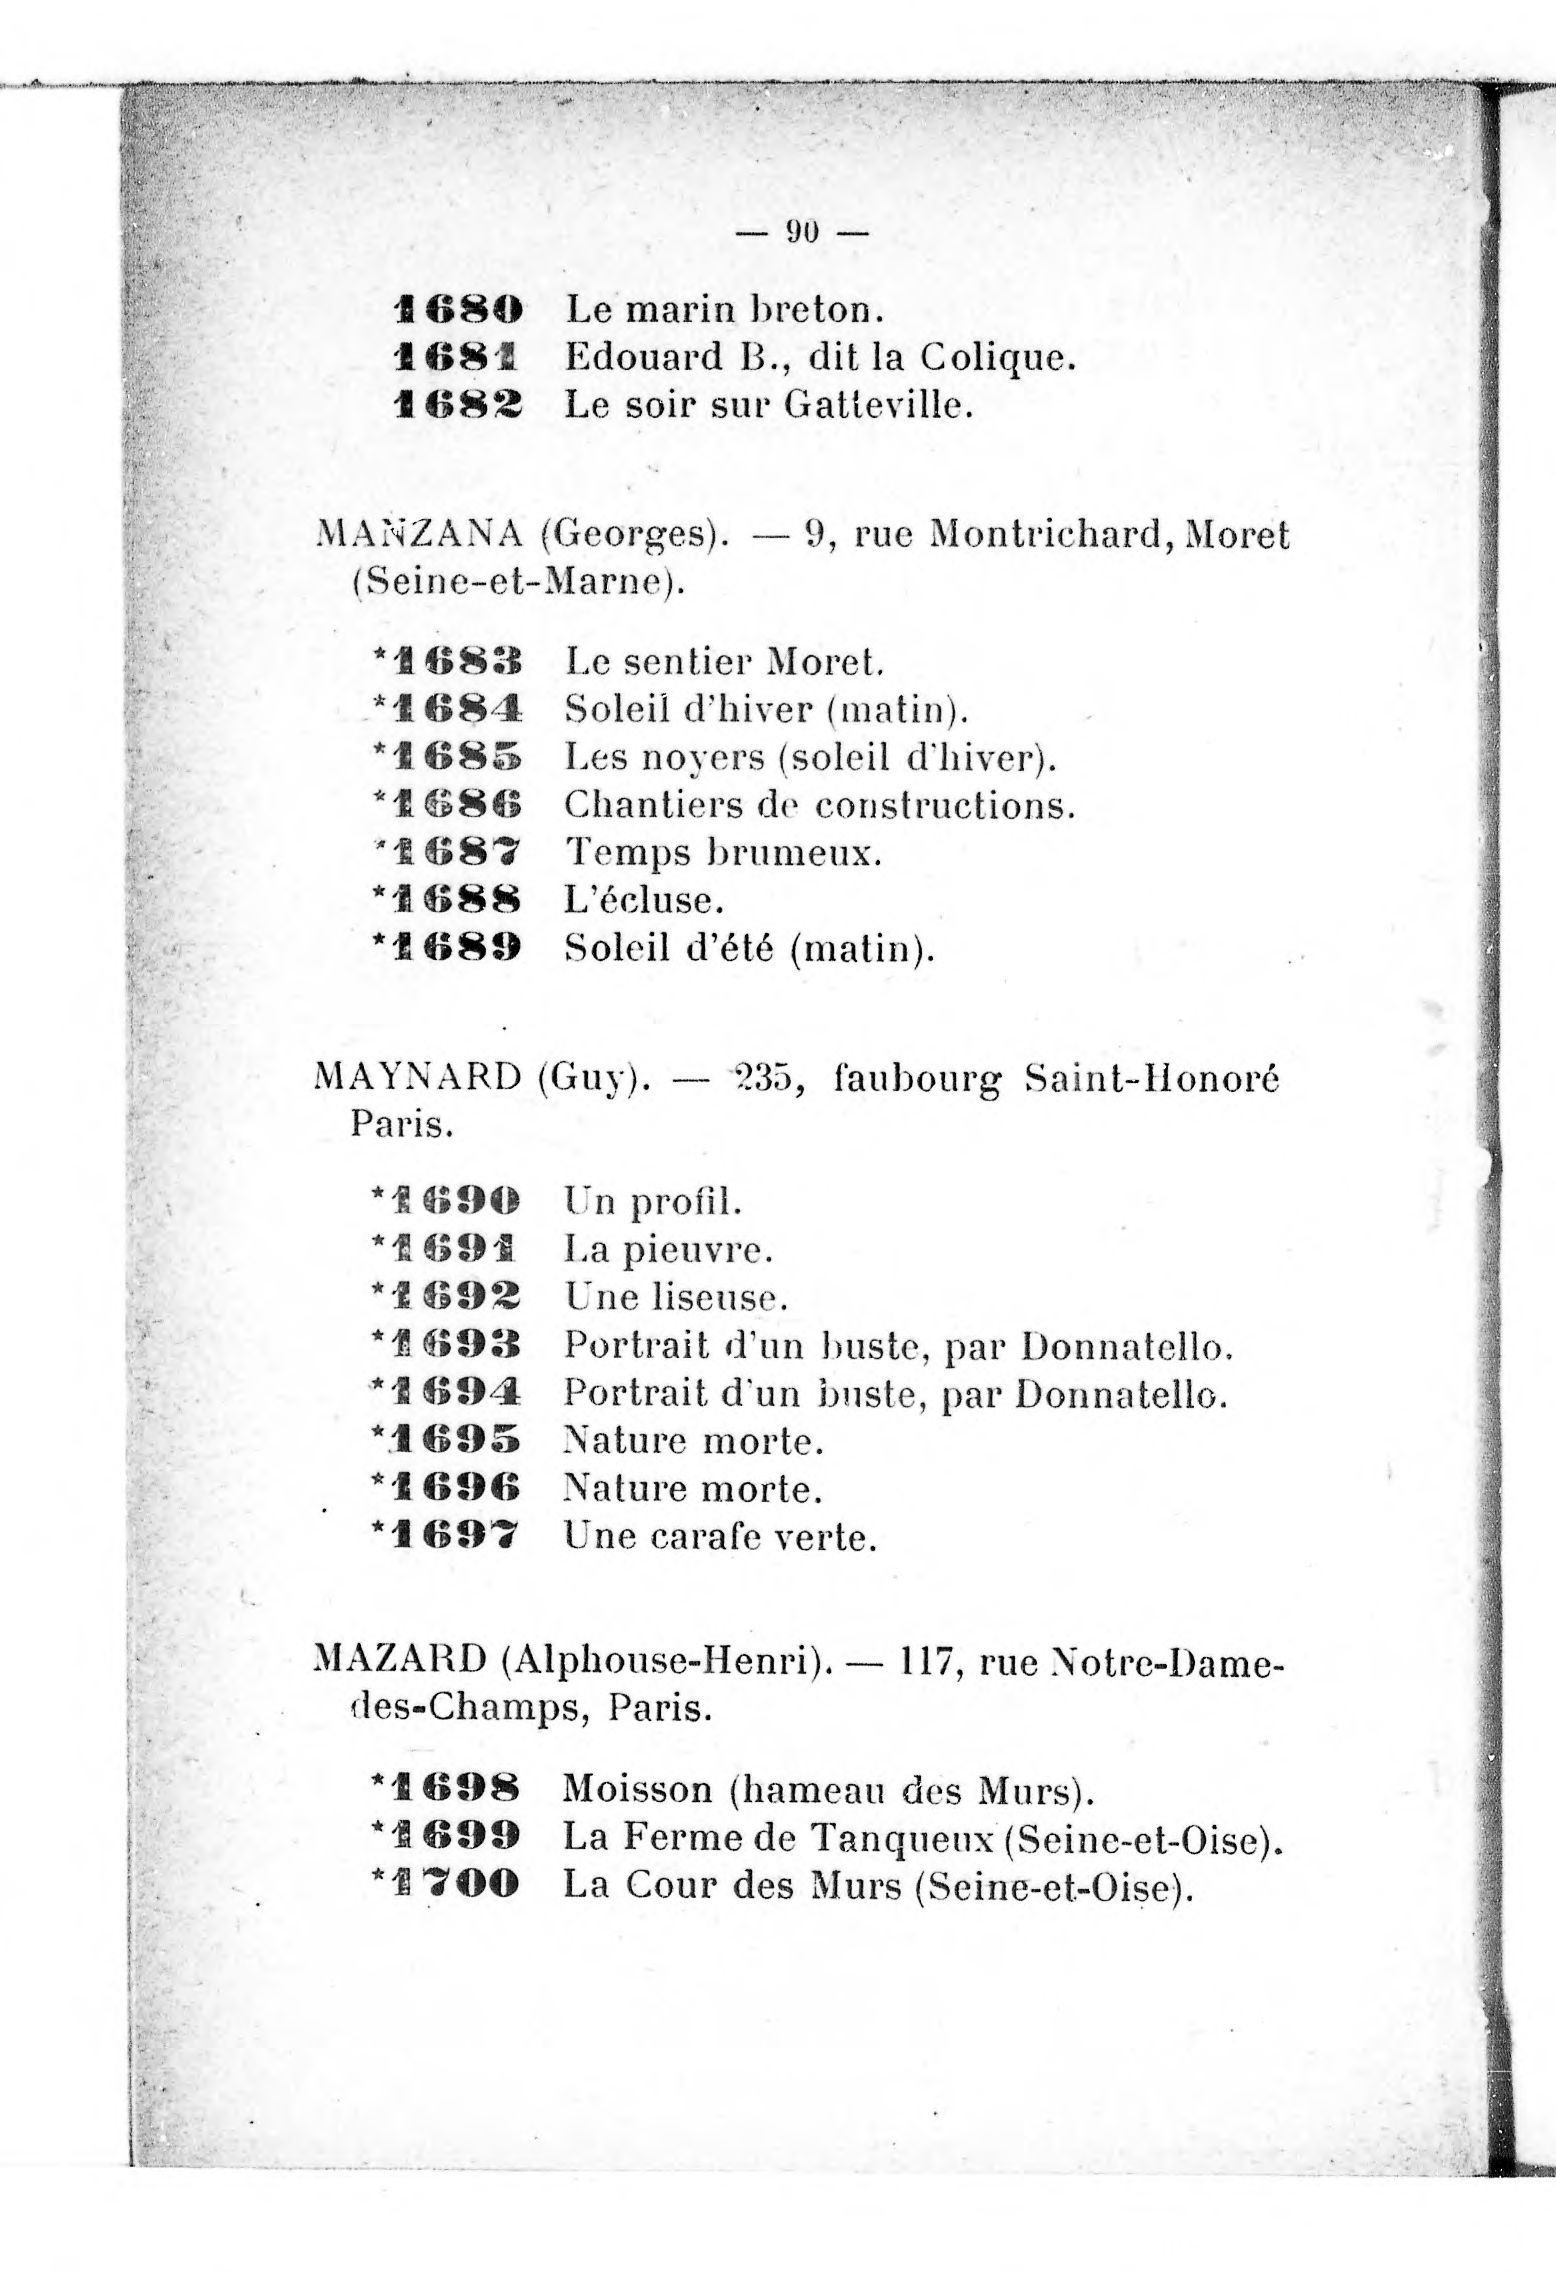 — 90 —
1680 Le marin breton.
1681 Edouard B., dit la Colique.
1682 Le soir sur Gatteville.
MANZANA (Georges). — 9, rue Montrichard, Moret
(Seine-et-Marne).
*1683 Le sentier Moret.
*1684 Soleil d'hiver (matin).
*1685 Les noyers (soleil d'hiver).
*1686 Chantiers de constructions.
*1687 Temps brumeux.
*1688 L'écluse.
*1689 Soleil d'été (matin).
MAYNARD (Guy). — 235, faubourg Saint-Honoré
Paris.
*1690 Un profil.
*1691 La pieuvre.
*1692 Une liseuse.
*1693 Portrait d'un buste, par Donnatello.
*1694 Portrait d'un buste, par Donnatello.
*1695 Nature morte.
*1696 Nature morte.
*1697 Une carafe verte.
MAZARD (Alphouse-Henri). — 117, rue Notre-Dame-
des-Champs, Paris.
*1698 Moisson (hameau des Murs).
*1699 La Ferme de Tanqueux (Seine-et-Oise).
*1700 La Cour des Murs (Seine-et-Oise).